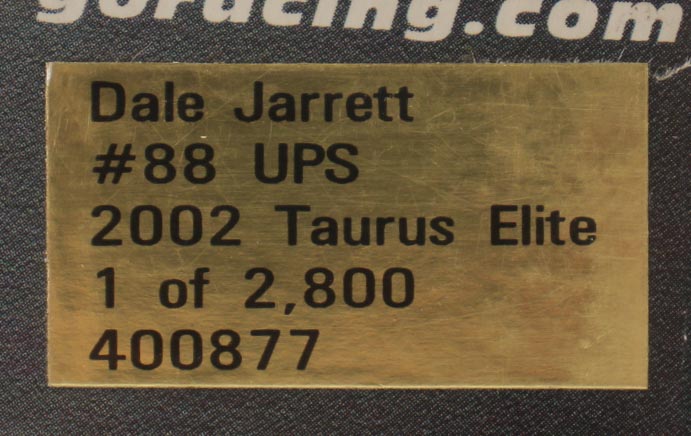 goracing.com
Dale Jarrett
#88 UPS
2002 Taurus Elite
1 of 2,800
400877